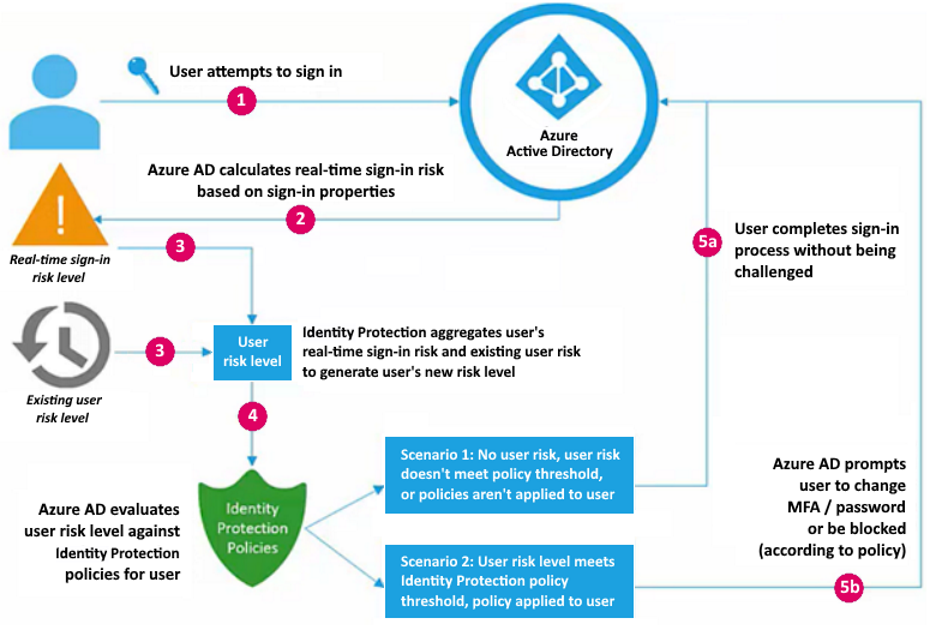 User attempts to sign in
1
Azure
Active Directory
Azure AD calculates real-time sign-in risk
based on sign-in properties
2
Real-time sign-in
risk level
3
5a
User completes sign-in
process without being
challenged
Existing user
risk level
3
User
risk level
Identity Protection aggregates user's
real-time sign-in risk and existing user risk
to generate user's new risk level
4
Azure AD evaluates
user risk level against
Identity Protection
policies for user
Identity
Protection
Policies
Scenario 1: No user risk, user risk
doesn't meet policy threshold,
or policies aren't applied to user
Scenario 2: User risk level meets
Identity Protection policy
threshold, policy applied to user
Azure AD prompts
user to change
MFA / password
or be blocked
(according to policy)
5b